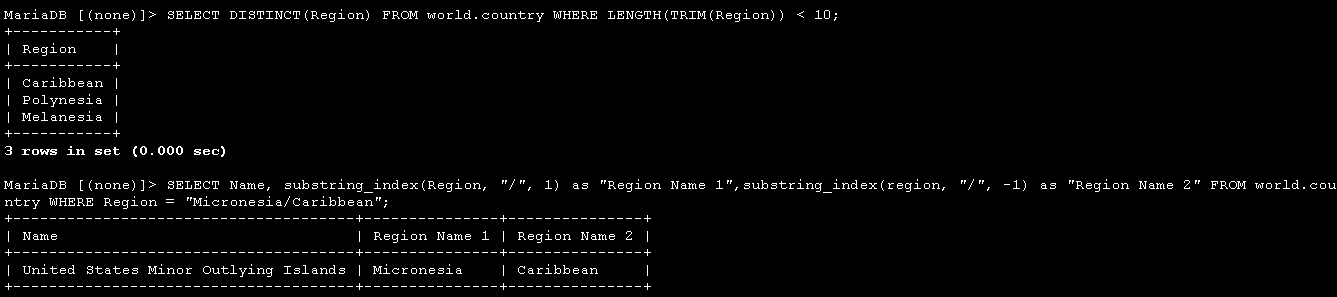 MariaDB [(none)]> SELECT DISTINCT(Region) FROM world.country WHERE LENGTH(TRIM(Region)) < 10;
+-----------+
| Region    |
+-----------+
| Caribbean |
| Polynesia |
| Melanesia |
+-----------+
3 rows in set (0.000 sec)

MariaDB [(none)]> SELECT Name, substring_index(Region, "/", 1) as "Region Name 1",substring_index(region, "/", -1) as "Region Name 2" FROM world.cou
ntry WHERE Region = "Micronesia/Caribbean";
+--------------------------------------+---------------+---------------+
| Name                                 | Region Name 1 | Region Name 2 |
+--------------------------------------+---------------+---------------+
| United States Minor Outlying Islands | Micronesia    | Caribbean     |
+--------------------------------------+---------------+---------------+